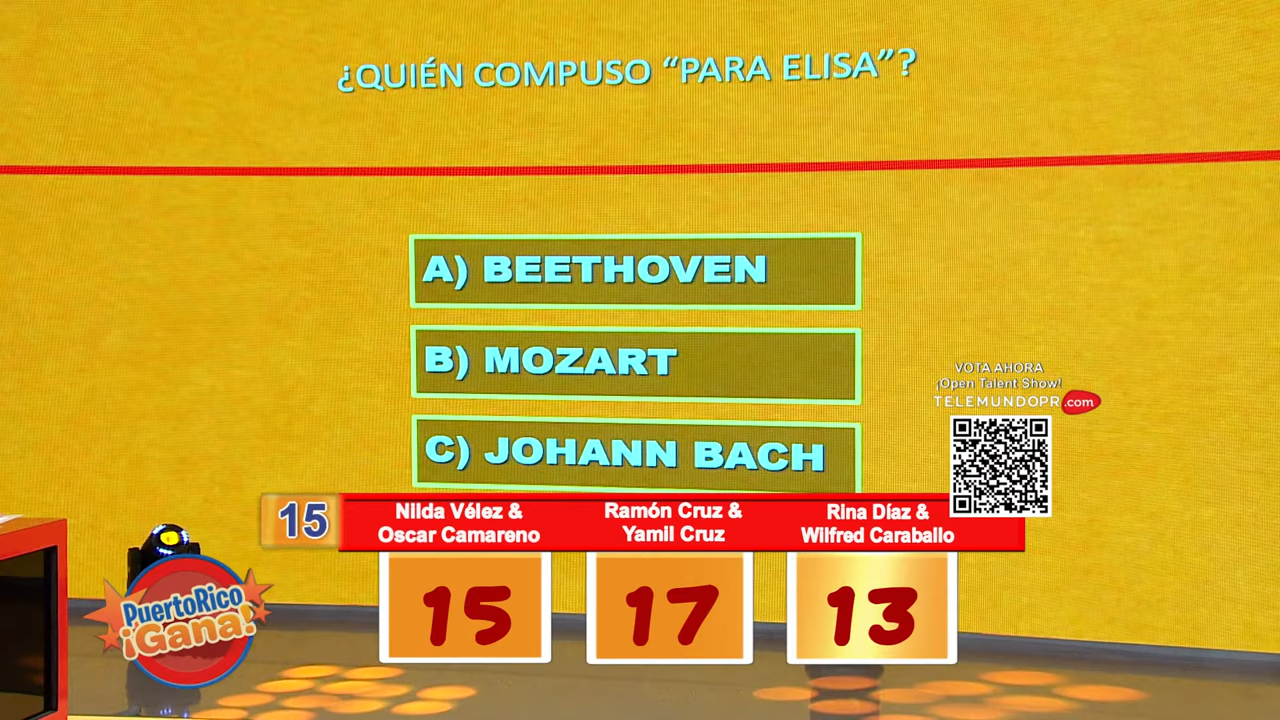 ¿QUIÉN COMPUSO “PARA ELISA”?
A) BEETHOVEN
B) MOZART
C) JOHANN BACH
VOTA AHORA
¡Open Talent Show!
TELEMUNDOPR.com
15
Nilda Vélez &
Oscar Camareno
Ramón Cruz &
Yamil Cruz
Rina Díaz &
Wilfred Caraballo
15
17
13
PuertoRico
¡Gana!